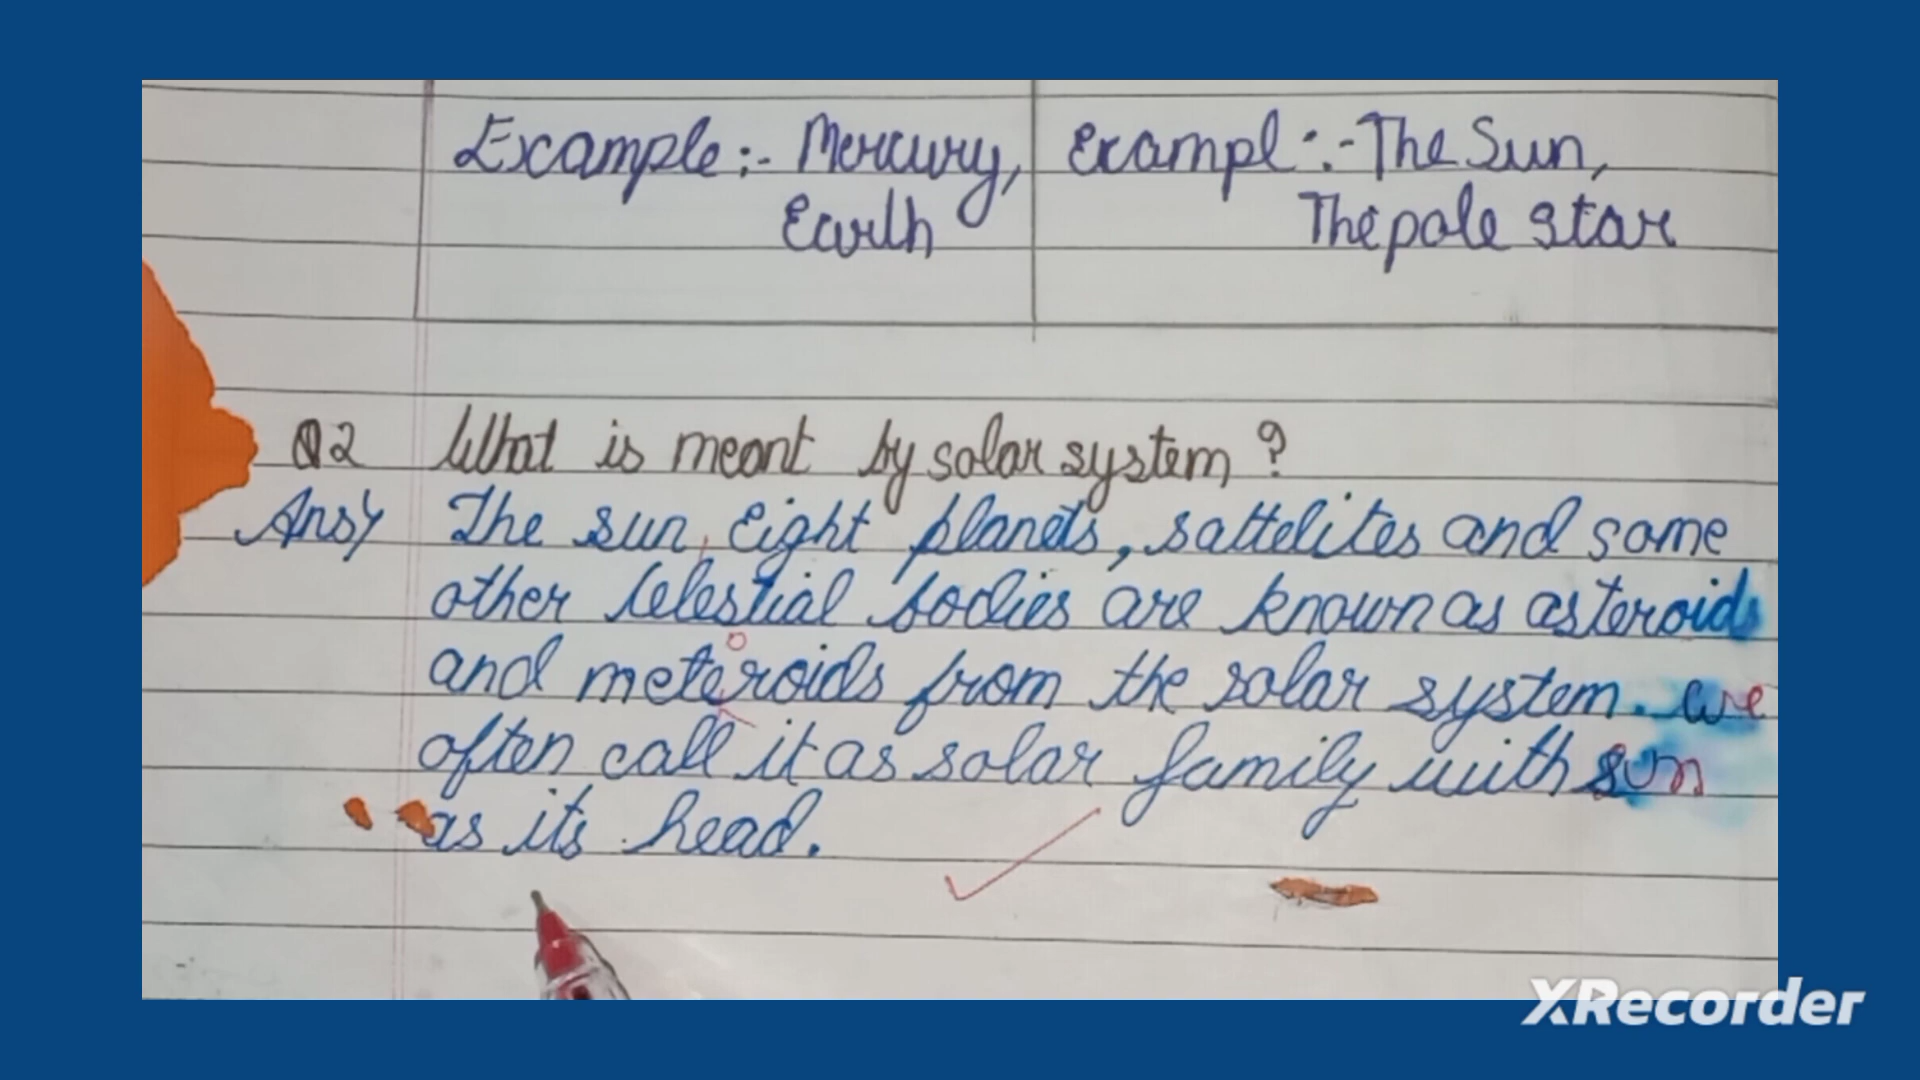 Example :- Mercury,
Earth
Exampl :- The Sun,
The pole star
Q2 What is meant by solar system ?
Ans) The sun, Eight planets, sattelites and some
other celestial bodies are known as asteroids
and meteroids from the solar system. we
often call it as solar family with sun
as its head.
XRecorder